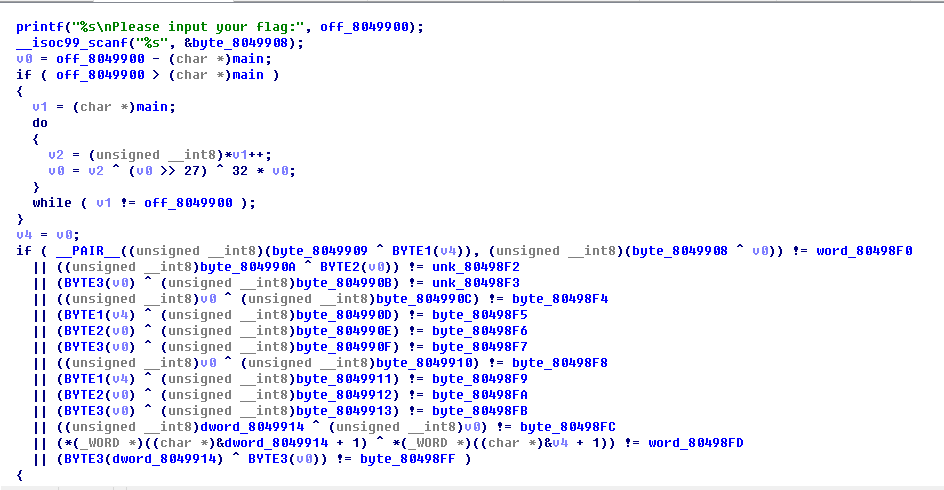 printf("%s\nPlease input your flag:", off_8049900);
__isoc99_scanf("%s", &byte_8049908);
v0 = off_8049900 - (char *)main;
if ( off_8049900 > (char *)main )
{
v1 = (char *)main;
do
{
v2 = (unsigned __int8)*v1++;
v0 = v2 ^ (v0 >> 27) ^ 32 * v0;
}
while ( v1 != off_8049900 );
}
v4 = v0;
if ( __PAIR__((unsigned __int8)(byte_8049909 ^ BYTE1(v4)), (unsigned __int8)(byte_8049908 ^ v0)) != word_80498F0
|| ((unsigned __int8)byte_804990A ^ BYTE2(v0)) != unk_80498F2
|| (BYTE3(v0) ^ (unsigned __int8)byte_804990B) != unk_80498F3
|| ((unsigned __int8)v0 ^ (unsigned __int8)byte_804990C) != byte_80498F4
|| (BYTE1(v4) ^ (unsigned __int8)byte_804990D) != byte_80498F5
|| (BYTE2(v0) ^ (unsigned __int8)byte_804990E) != byte_80498F6
|| (BYTE3(v0) ^ (unsigned __int8)byte_804990F) != byte_80498F7
|| ((unsigned __int8)v0 ^ (unsigned __int8)byte_8049910) != byte_80498F8
|| (BYTE1(v4) ^ (unsigned __int8)byte_8049911) != byte_80498F9
|| (BYTE2(v0) ^ (unsigned __int8)byte_8049912) != byte_80498FA
|| (BYTE3(v0) ^ (unsigned __int8)byte_8049913) != byte_80498FB
|| ((unsigned __int8)dword_8049914 ^ (unsigned __int8)v0) != byte_80498FC
|| (*(_WORD *)((char *)&dword_8049914 + 1) ^ *(_WORD *)((char *)&v4 + 1)) != word_80498FD
|| (BYTE3(dword_8049914) ^ BYTE3(v0)) != byte_80498FF )
{